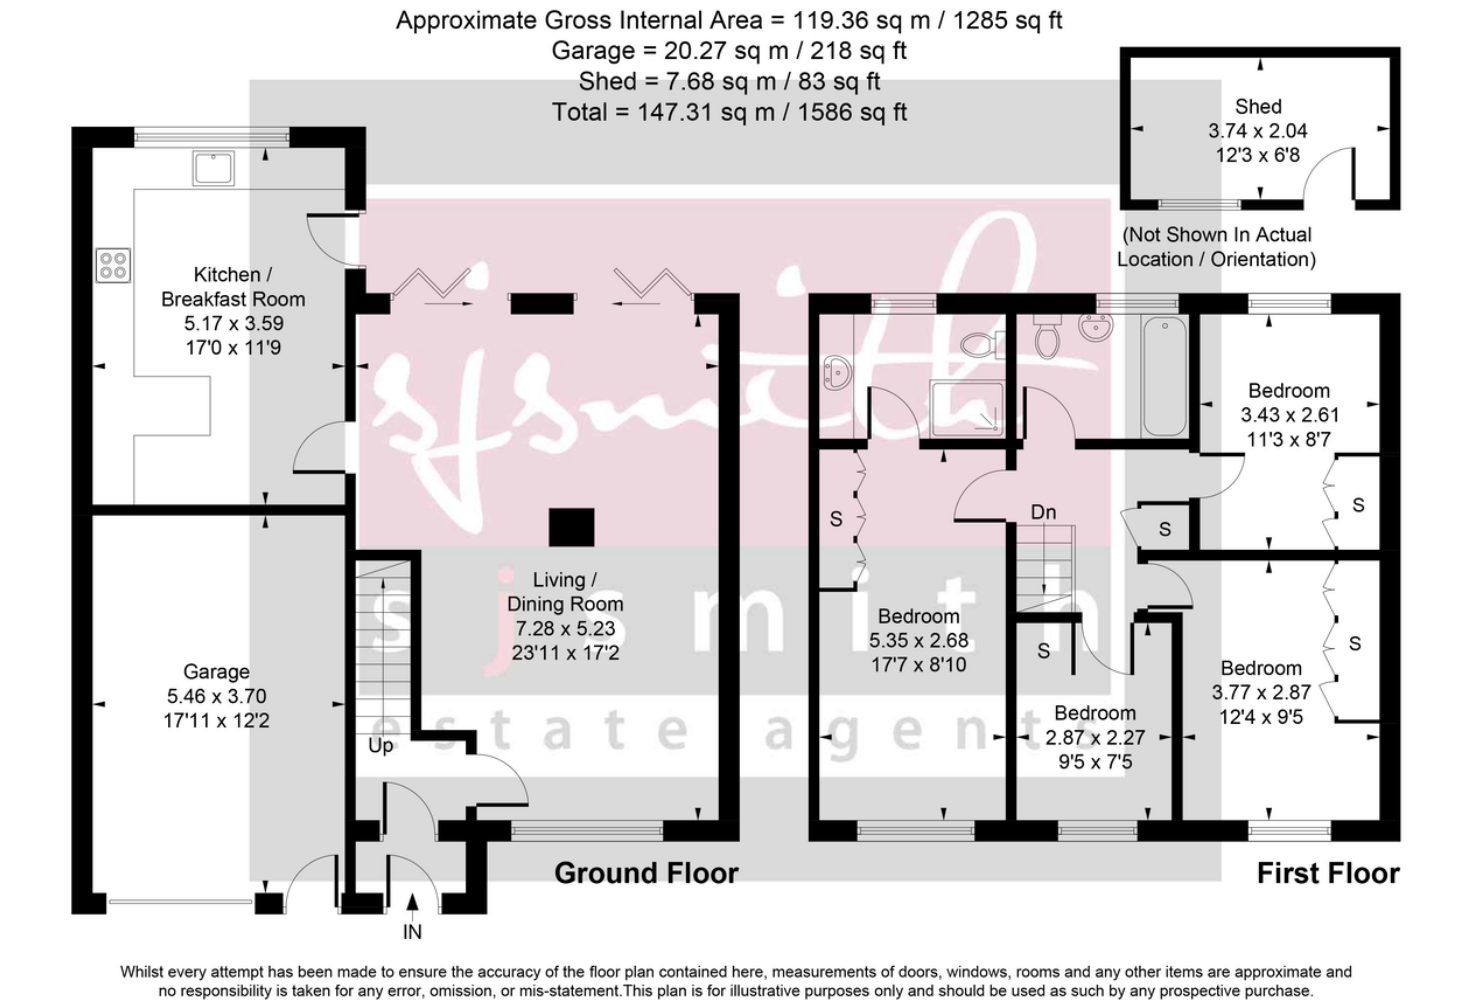 Approximate Gross Internal Area = 119.36 sq m / 1285 sq ft
Garage = 20.27 sq m / 218 sq ft
Shed = 7.68 sq m / 83 sq ft
Total = 147.31 sq m / 1586 sq ft
Shed
3.74 x 2.04
12'3 x 6'8
(Not Shown In Actual
Location / Orientation)
Kitchen /
Breakfast Room
5.17 x 3.59
17'0 x 11'9
Living /
Dining Room
7.28 x 5.23
23'11 x 17'2
Garage
5.46 x 3.70
17'11 x 12'2
Up
IN
Ground Floor
Bedroom
3.43 x 2.61
11'3 x 8'7
S
S
S
Dn
Bedroom
5.35 x 2.68
17'7 x 8'10
S
Bedroom
2.87 x 2.27
9'5 x 7'5
Bedroom
3.77 x 2.87
12'4 x 9'5
S
First Floor
sjsmith
s j s m i t h
estate agents
Whilst every attempt has been made to ensure the accuracy of the floor plan contained here, measurements of doors, windows, rooms and any other items are approximate and
no responsibility is taken for any error, omission, or mis-statement.This plan is for illustrative purposes only and should be used as such by any prospective purchase.